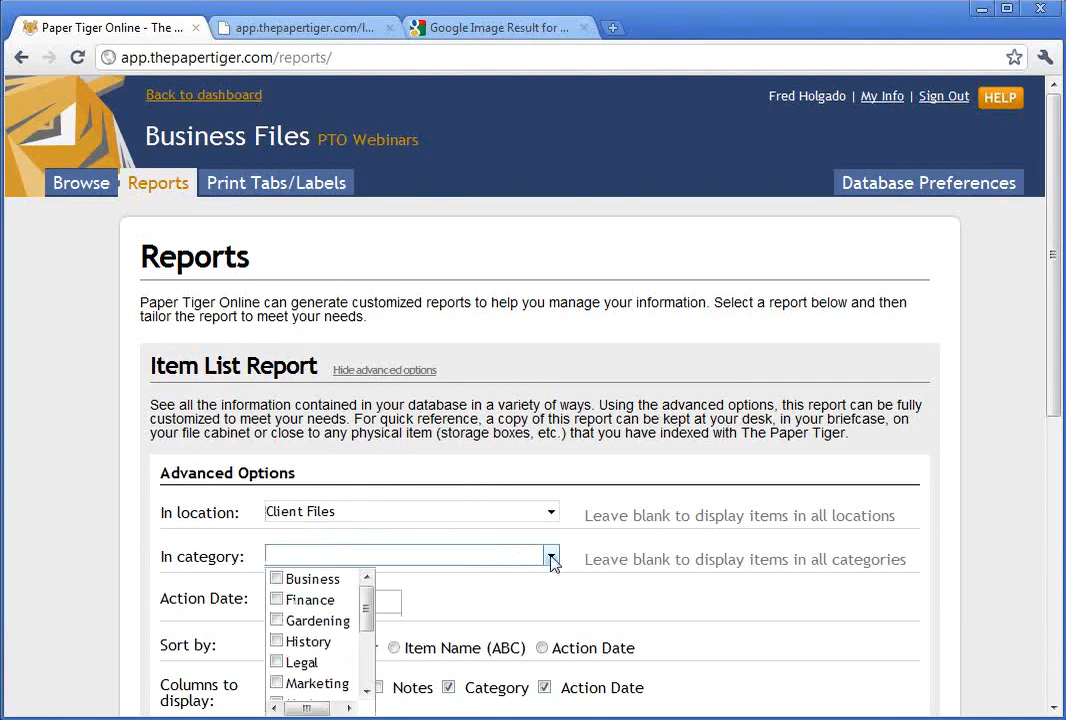 Paper Tiger Online - The ...
app.thepapertiger.com/l...
Google Image Result for ...
app.thepapertiger.com/reports/
Back to dashboard
Fred Holgado | My Info | Sign Out HELP
Business Files PTO Webinars
Browse Reports Print Tabs/Labels Database Preferences
Reports
Paper Tiger Online can generate customized reports to help you manage your information. Select a report below and then
tailor the report to meet your needs.
Item List Report Hide advanced options
See all the information contained in your database in a variety of ways. Using the advanced options, this report can be fully
customized to meet your needs. For quick reference, a copy of this report can be kept at your desk, in your briefcase, on
your file cabinet or close to any physical item (storage boxes, etc.) that you have indexed with The Paper Tiger.
Advanced Options
In location: Client Files Leave blank to display items in all locations
In category: Leave blank to display items in all categories
Business
Action Date: Finance
Gardening
History
Sort by: Item Name (ABC) Action Date
Legal
Marketing
Columns to
display: Notes Category Action Date